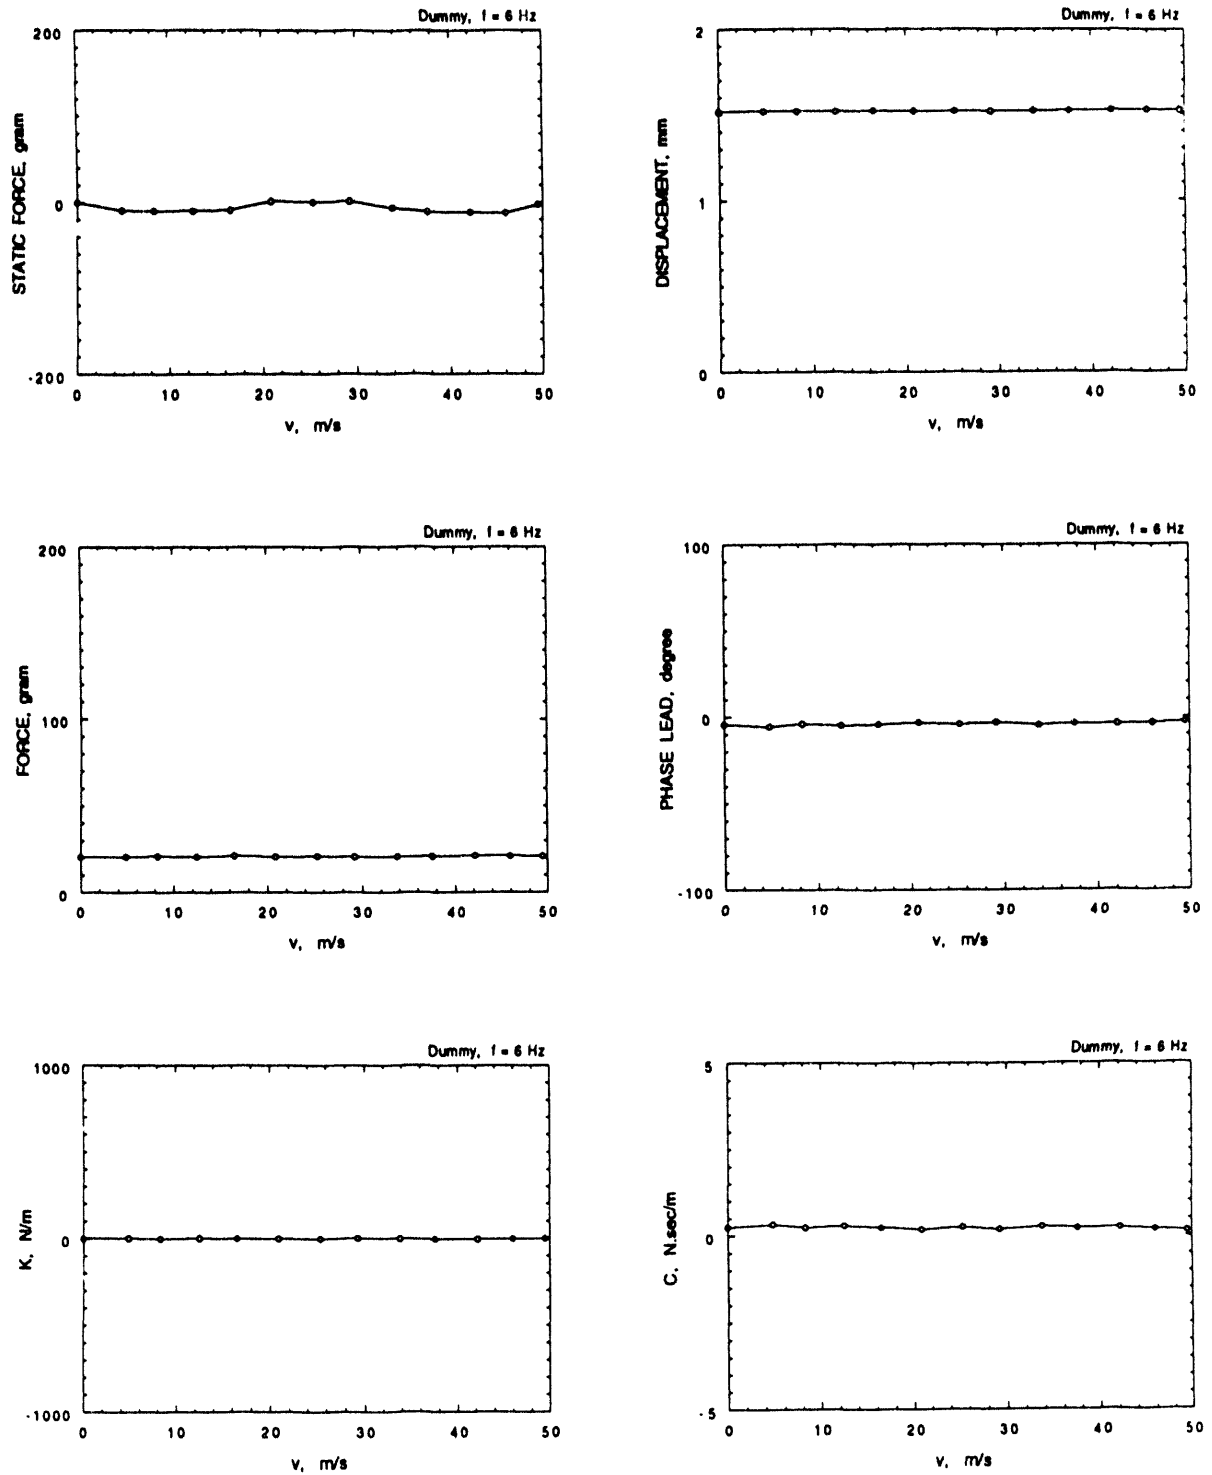 Dummy, f = 6 Hz
200
0
-200
STATIC FORCE, gram
0 10 20 30 40 50
v, m/s
Dummy, f = 6 Hz
2
1
0
DISPLACEMENT, mm
0 10 20 30 40 50
v, m/s
Dummy, f = 6 Hz
200
100
0
FORCE, gram
0 10 20 30 40 50
v, m/s
Dummy, f = 6 Hz
100
0
-100
PHASE LEAD, degree
0 10 20 30 40 50
v, m/s
Dummy, f = 6 Hz
1000
0
-1000
K, N/m
0 10 20 30 40 50
v, m/s
Dummy, f = 6 Hz
5
0
-5
C, N.sec/m
0 10 20 30 40 50
v, m/s